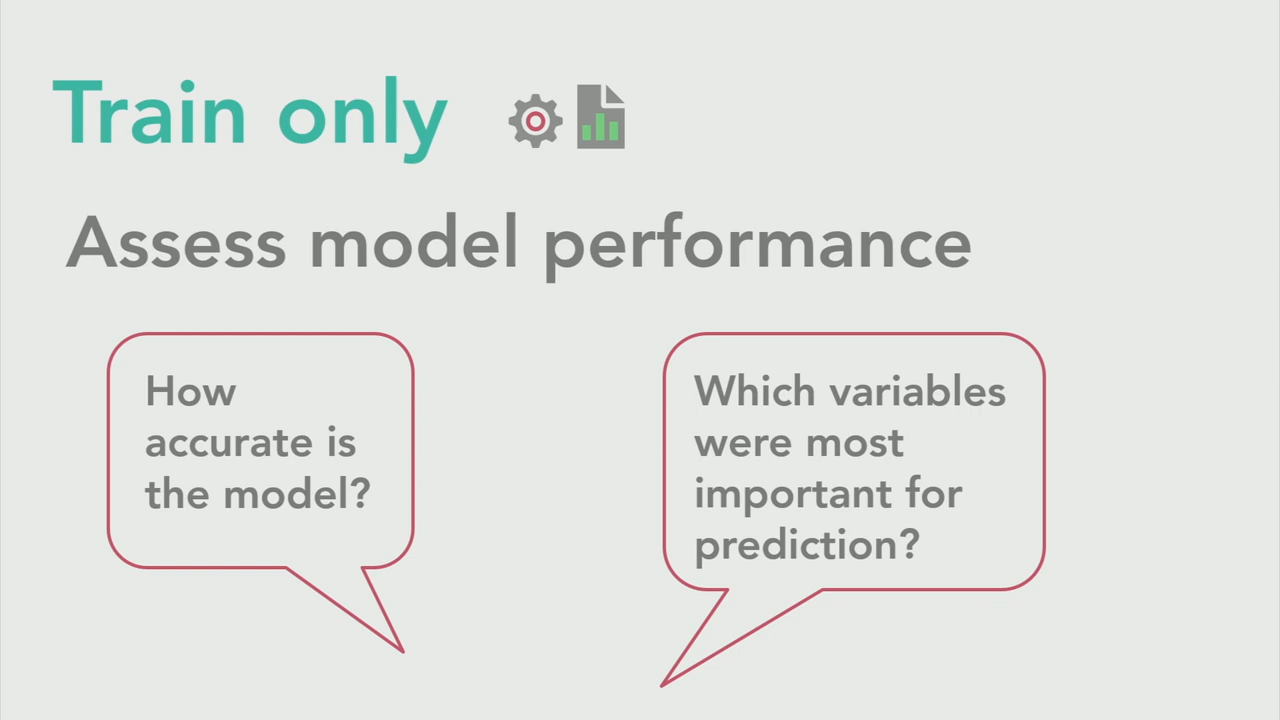 Train only
Assess model performance
How
accurate is
the model?
Which variables
were most
important for
prediction?